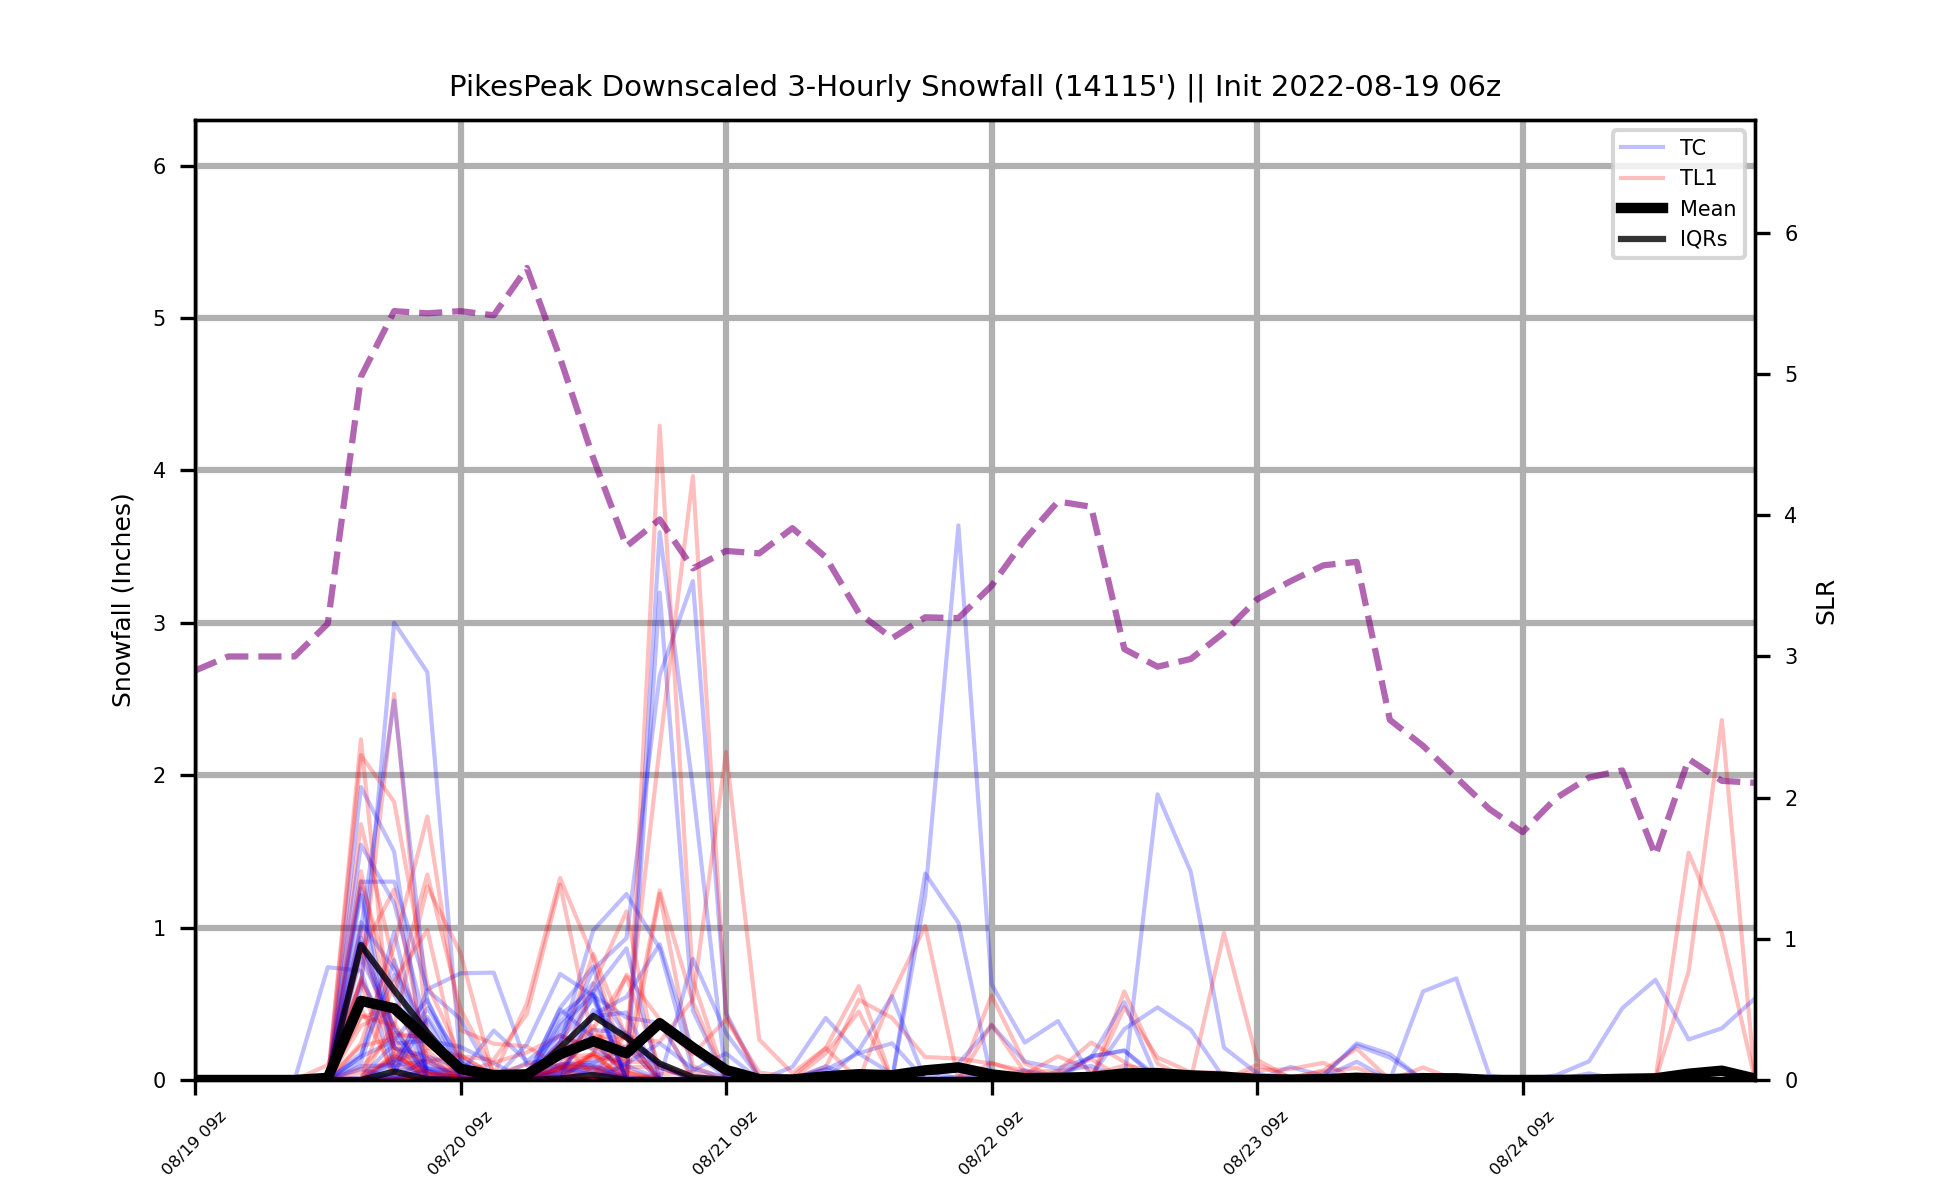 PikesPeak Downscaled 3-Hourly Snowfall (14115') || Init 2022-08-19 06z
TC
TL1
Mean
IQRs
Snowfall (Inches)
6
5
4
3
2
1
0
6
5
4
3
2
1
0
SLR
08/19 09z
08/20 09z
08/21 09z
08/22 09z
08/23 09z
08/24 09z